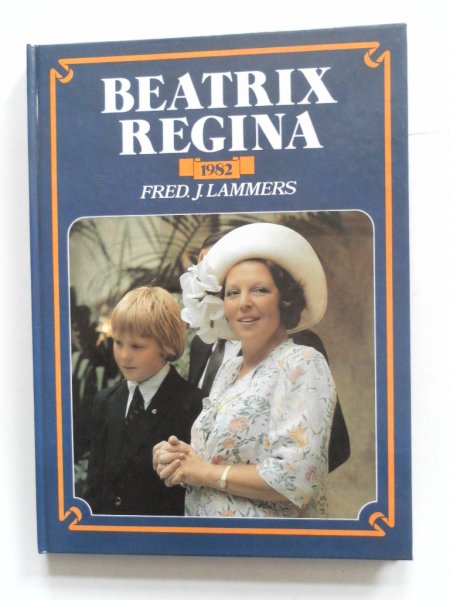 BEATRIX
REGINA
1982
FRED. J. LAMMERS